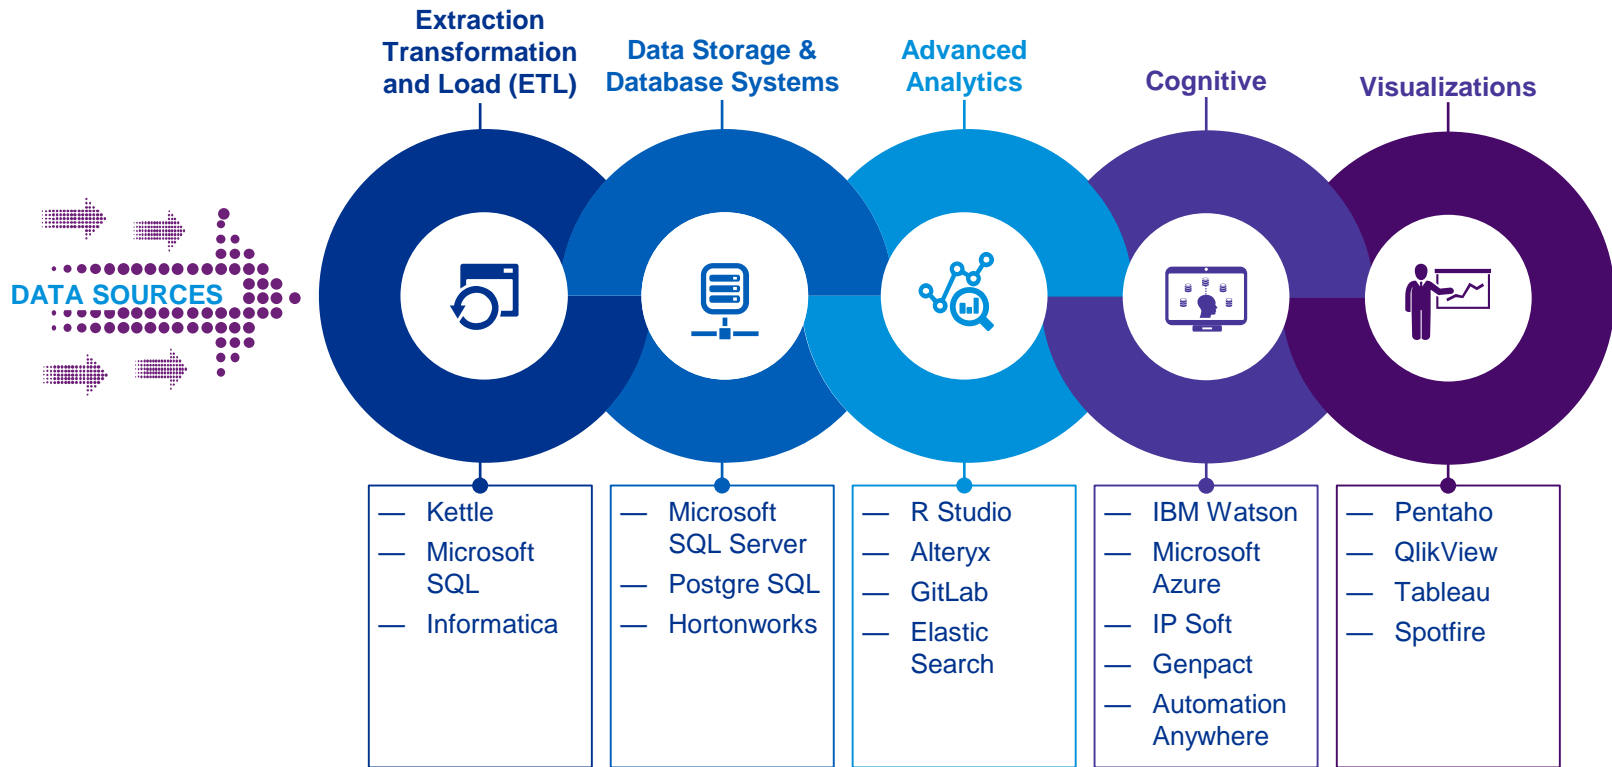 Extraction
Transformation
and Load (ETL)
Data Storage &
Database Systems
Advanced
Analytics
Cognitive
Visualizations
DATA SOURCES
— Kettle
— Microsoft
SQL
— Informatica
— Microsoft
SQL Server
— Postgre SQL
— Hortonworks
— R Studio
— Alteryx
— GitLab
— Elastic
Search
— IBM Watson
— Microsoft
Azure
— IP Soft
— Genpact
— Automation
Anywhere
— Pentaho
— QlikView
— Tableau
— Spotfire